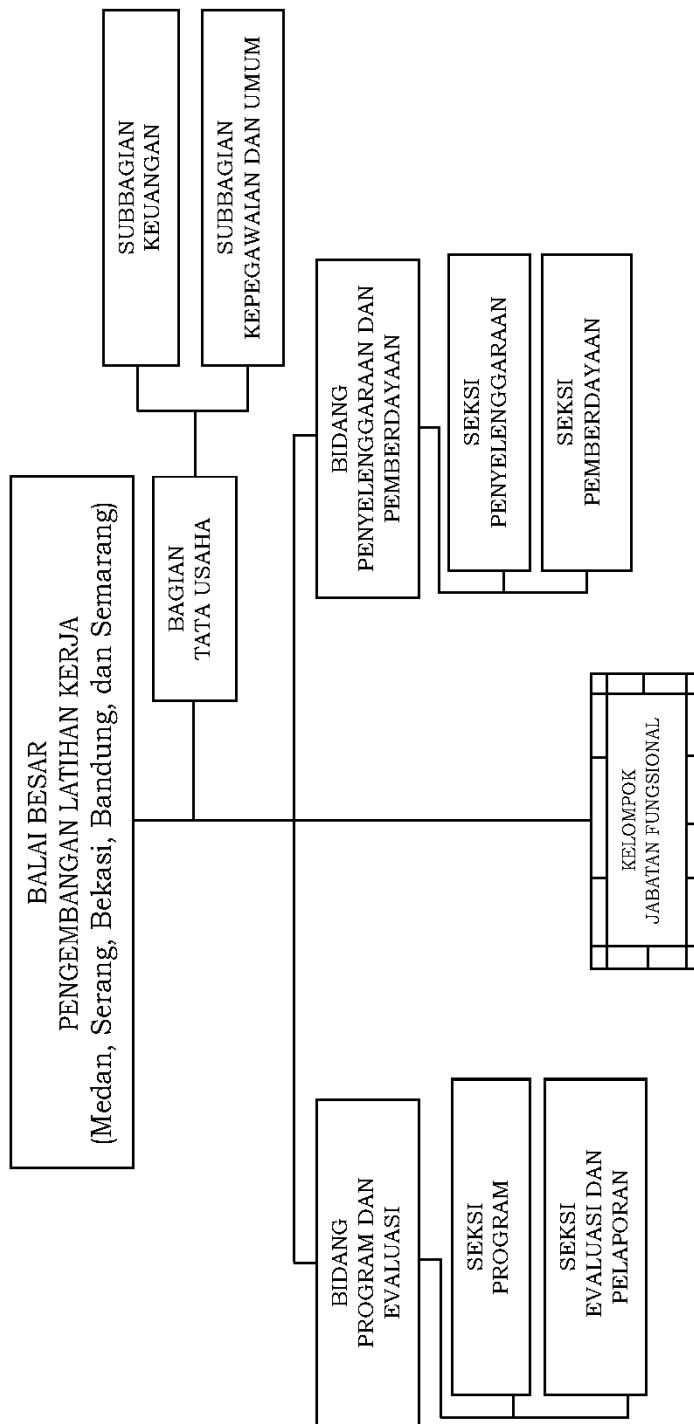 BALAI BESAR
PENGEMBANGAN LATIHAN KERJA
(Medan, Serang, Bekasi, Bandung, dan Semarang)
BAGIAN
TATA USAHA
SUBBAGIAN
KEUANGAN
SUBBAGIAN
KEPEGAWAIAN DAN UMUM
BIDANG
PROGRAM DAN
EVALUASI
SEKSI
PROGRAM
SEKSI
EVALUASI DAN
PELAPORAN
BIDANG
PENYELENGGARAAN DAN
PEMBERDAYAAN
SEKSI
PENYELENGGARAAN
SEKSI
PEMBERDAYAAN
KELOMPOK
JABATAN FUNGSIONAL